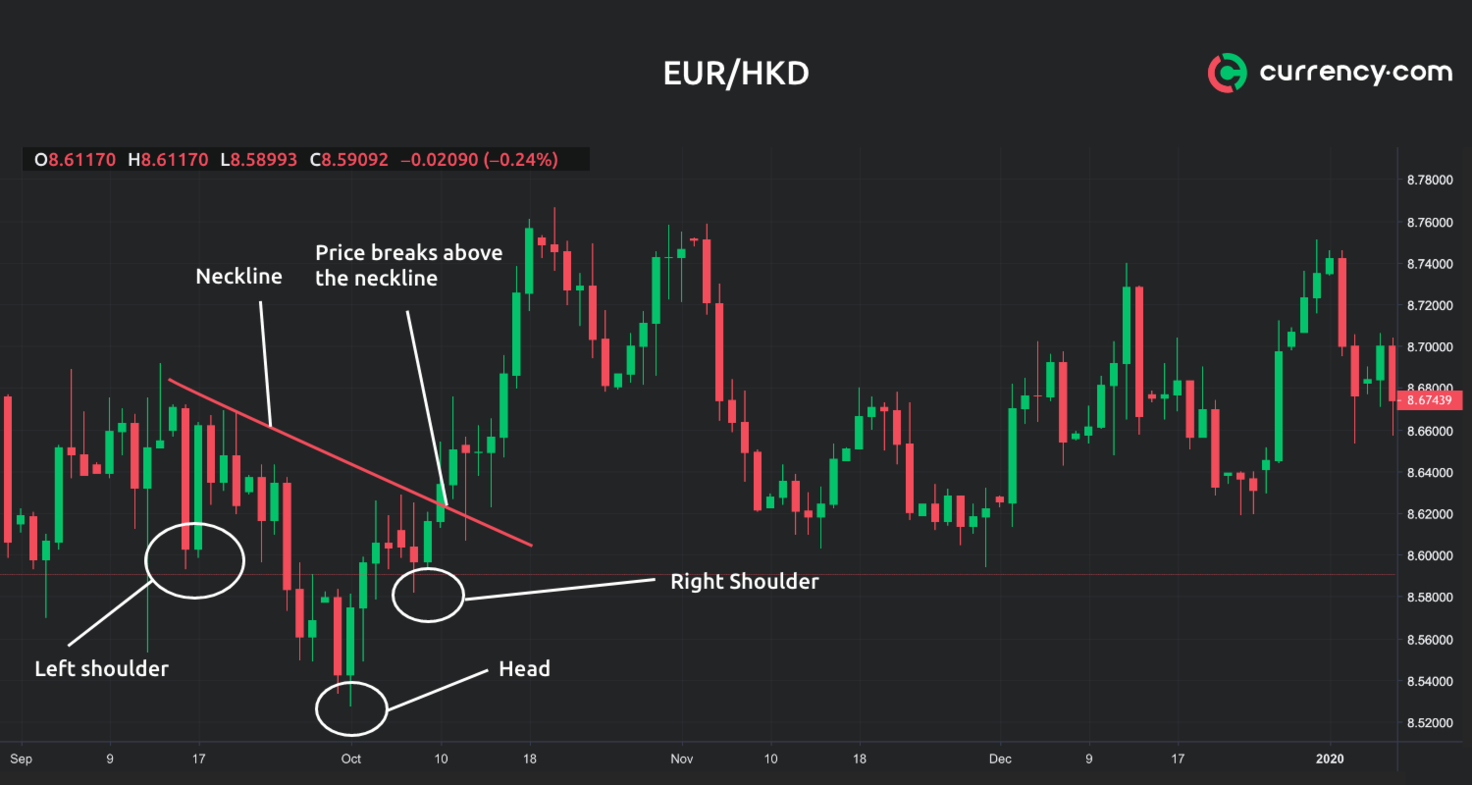 EUR/HKD
currency.com
O8.61170 H8.61170 L8.58993 C8.59092 −0.02090 (−0.24%)
8.78000
8.76000
Price breaks above
the neckline
Neckline
8.74000
8.72000
8.70000
8.68000
8.67439
8.66000
8.64000
8.62000
8.60000
Right Shoulder
8.58000
8.56000
Left shoulder
Head
8.54000
8.52000
Sep 9 17 Oct 10 18 Nov 10 18 Dec 9 17 2020